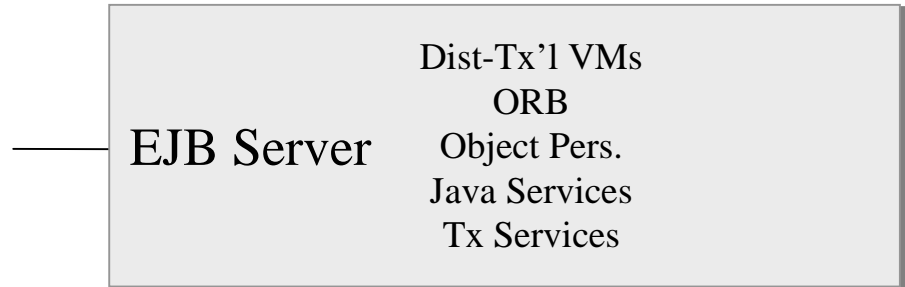 EJB Server
Dist-Tx'l VMs
ORB
Object Pers.
Java Services
Tx Services